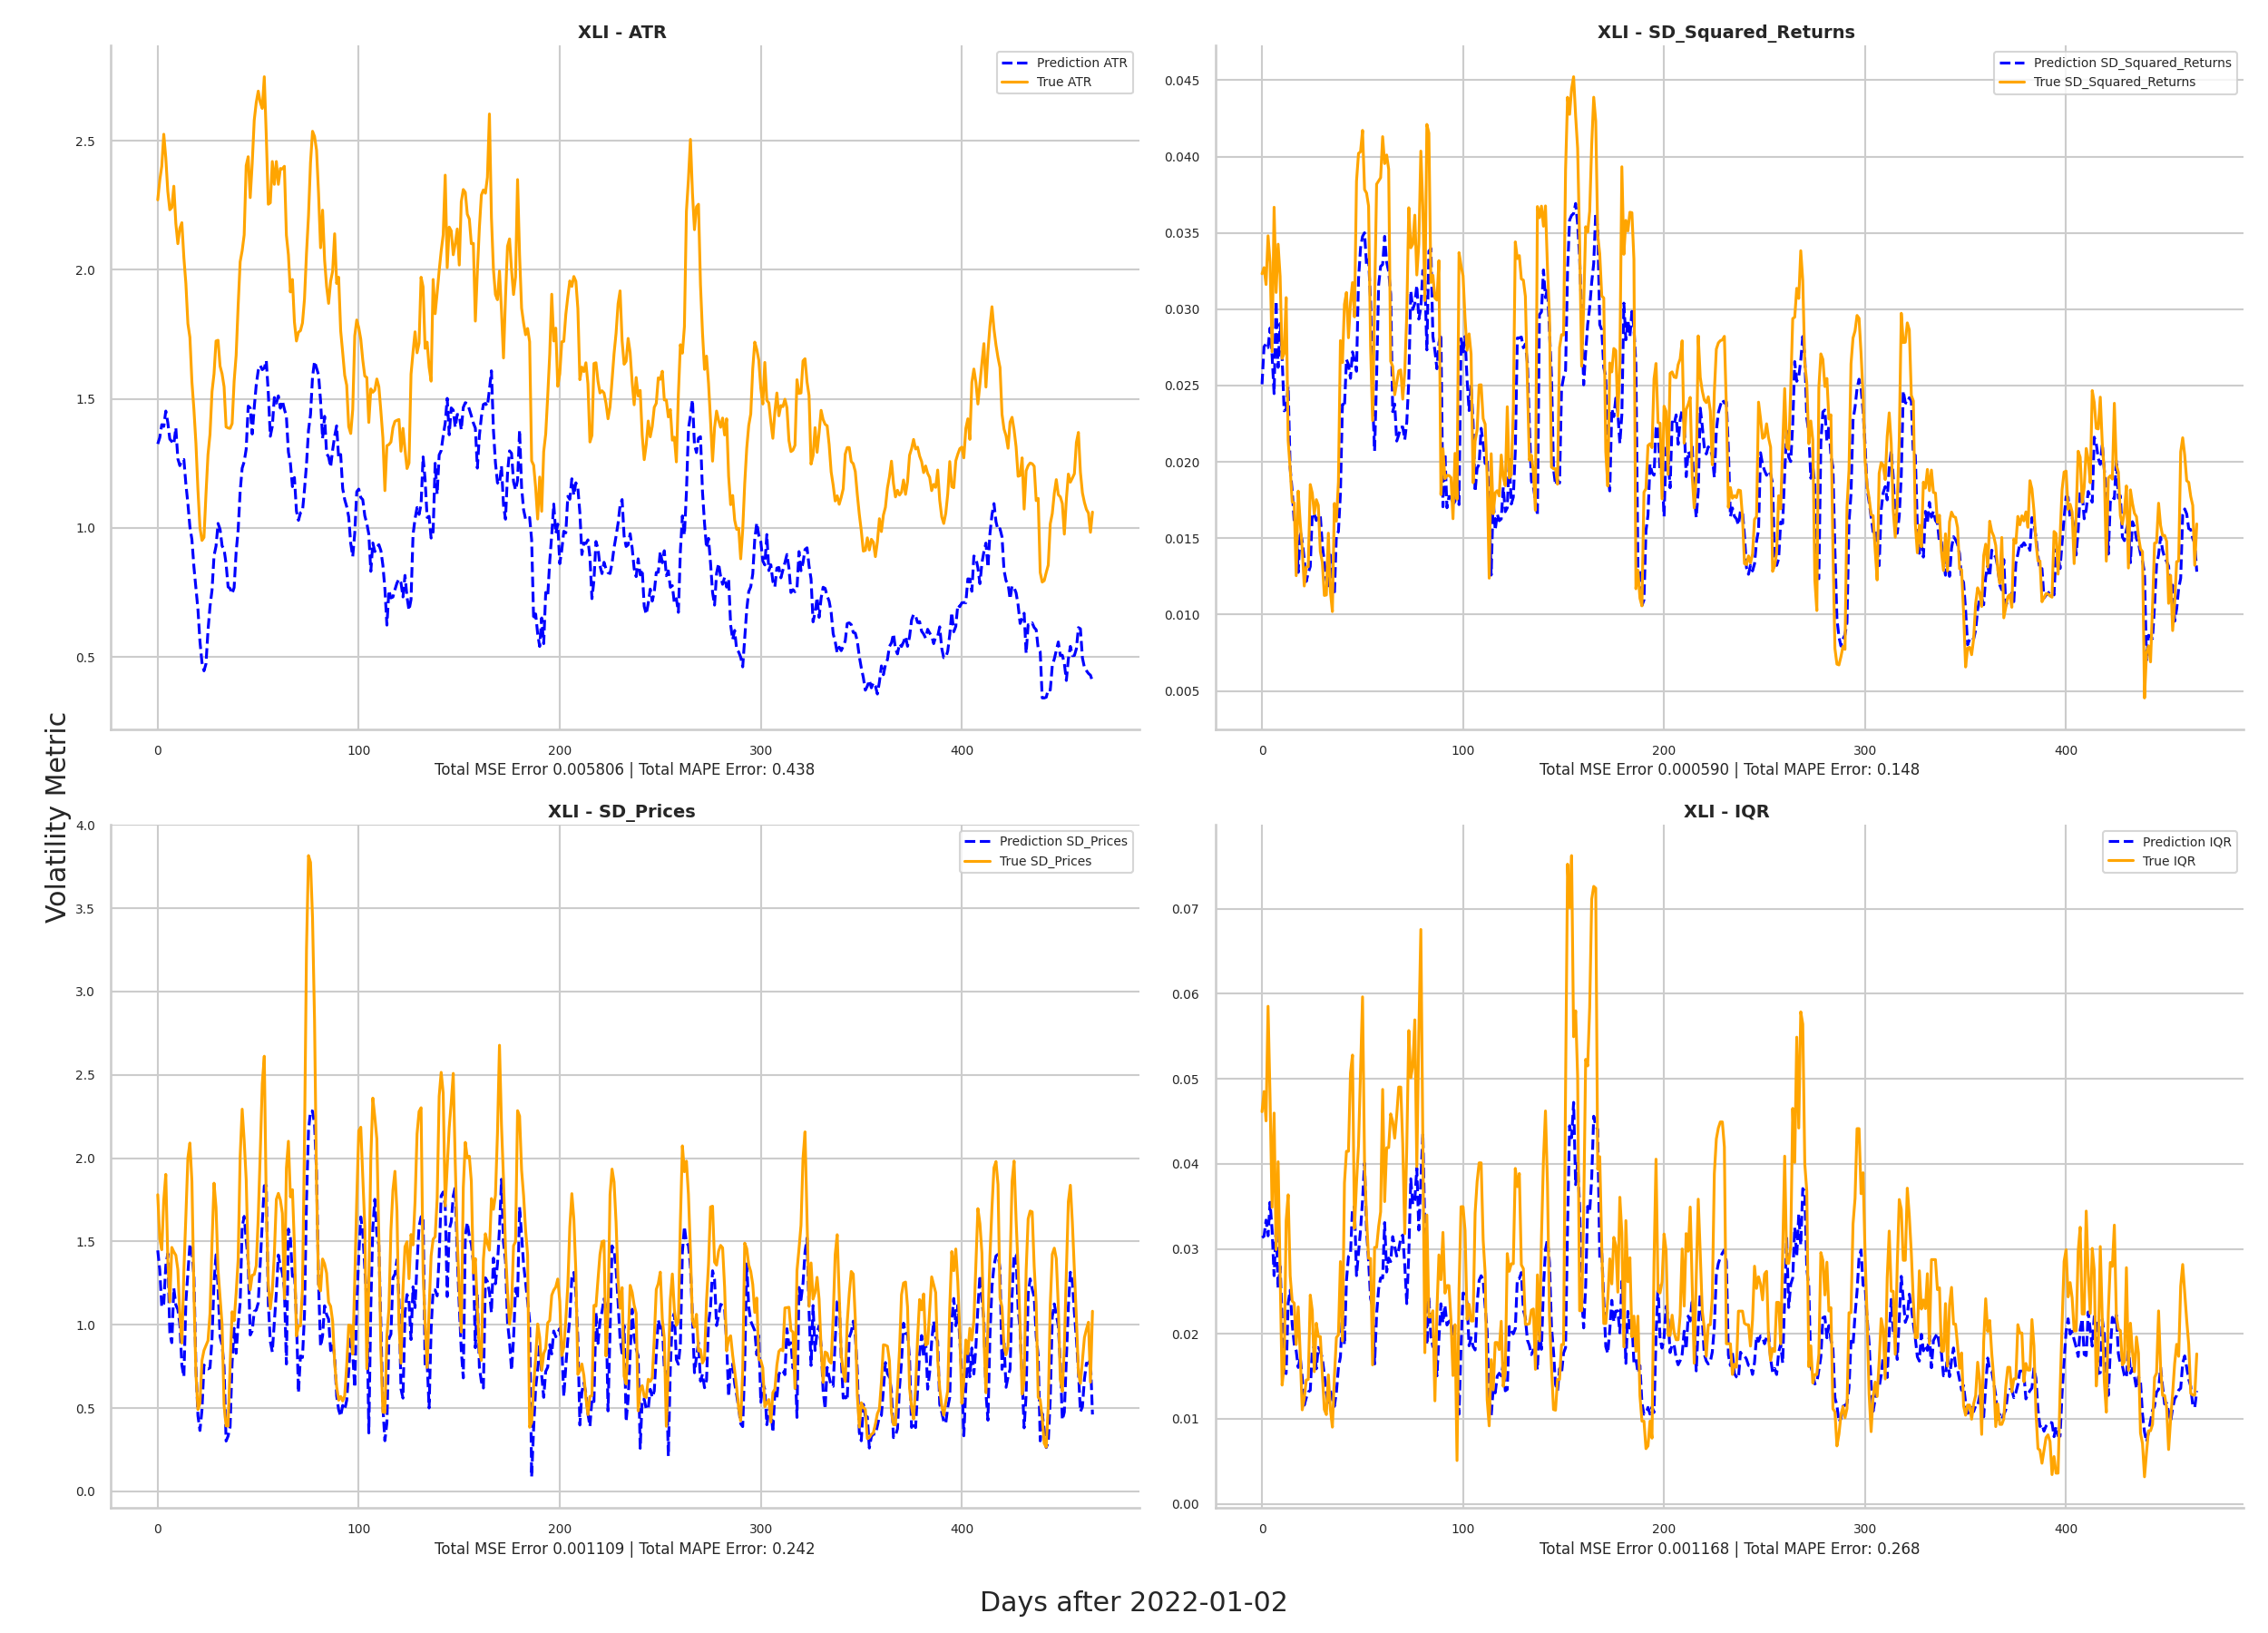 XLI - ATR
Prediction ATR
True ATR
2.5
2.0
1.5
1.0
0.5
0 100 200 300 400
Total MSE Error 0.005806 | Total MAPE Error: 0.438
XLI - SD_Squared_Returns
Prediction SD_Squared_Returns
True SD_Squared_Returns
0.045
0.040
0.035
0.030
0.025
0.020
0.015
0.010
0.005
0 100 200 300 400
Total MSE Error 0.000590 | Total MAPE Error: 0.148
Volatility Metric
XLI - SD_Prices
Prediction SD_Prices
True SD_Prices
4.0
3.5
3.0
2.5
2.0
1.5
1.0
0.5
0.0
0 100 200 300 400
Total MSE Error 0.001109 | Total MAPE Error: 0.242
XLI - IQR
Prediction IQR
True IQR
0.07
0.06
0.05
0.04
0.03
0.02
0.01
0.00
0 100 200 300 400
Total MSE Error 0.001168 | Total MAPE Error: 0.268
Days after 2022-01-02